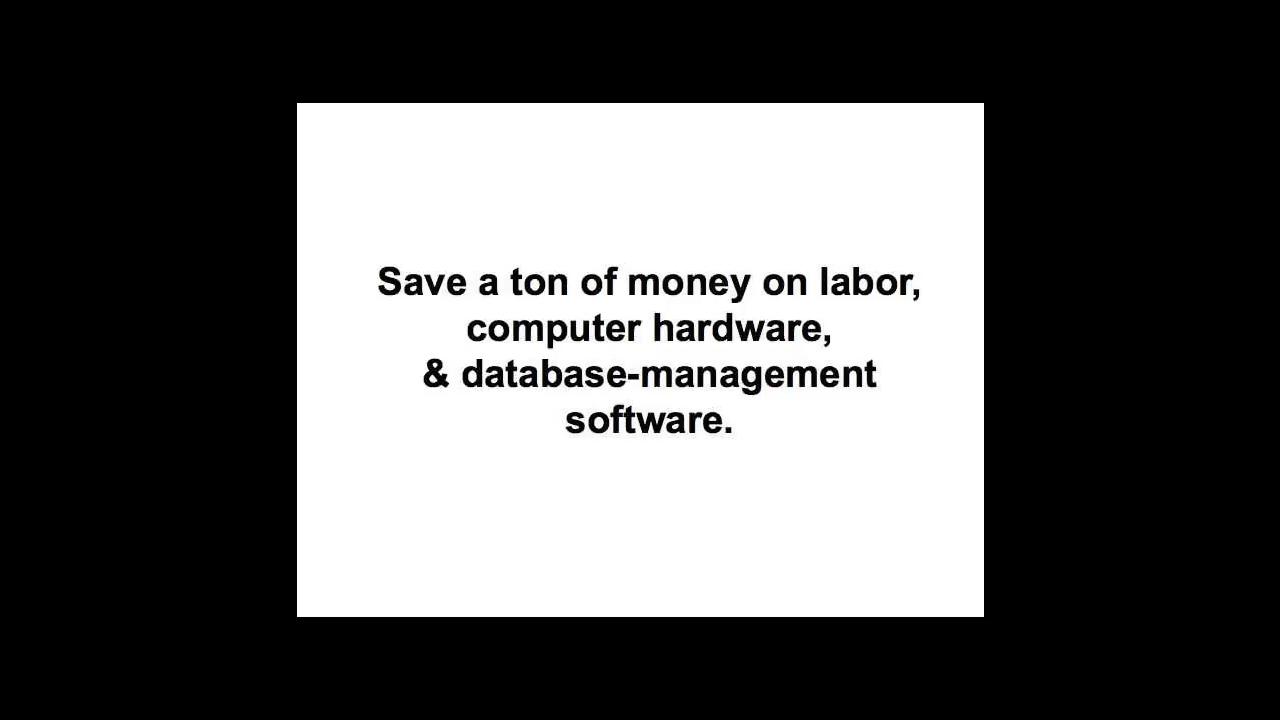 Save a ton of money on labor,
computer hardware,
& database-management
software.